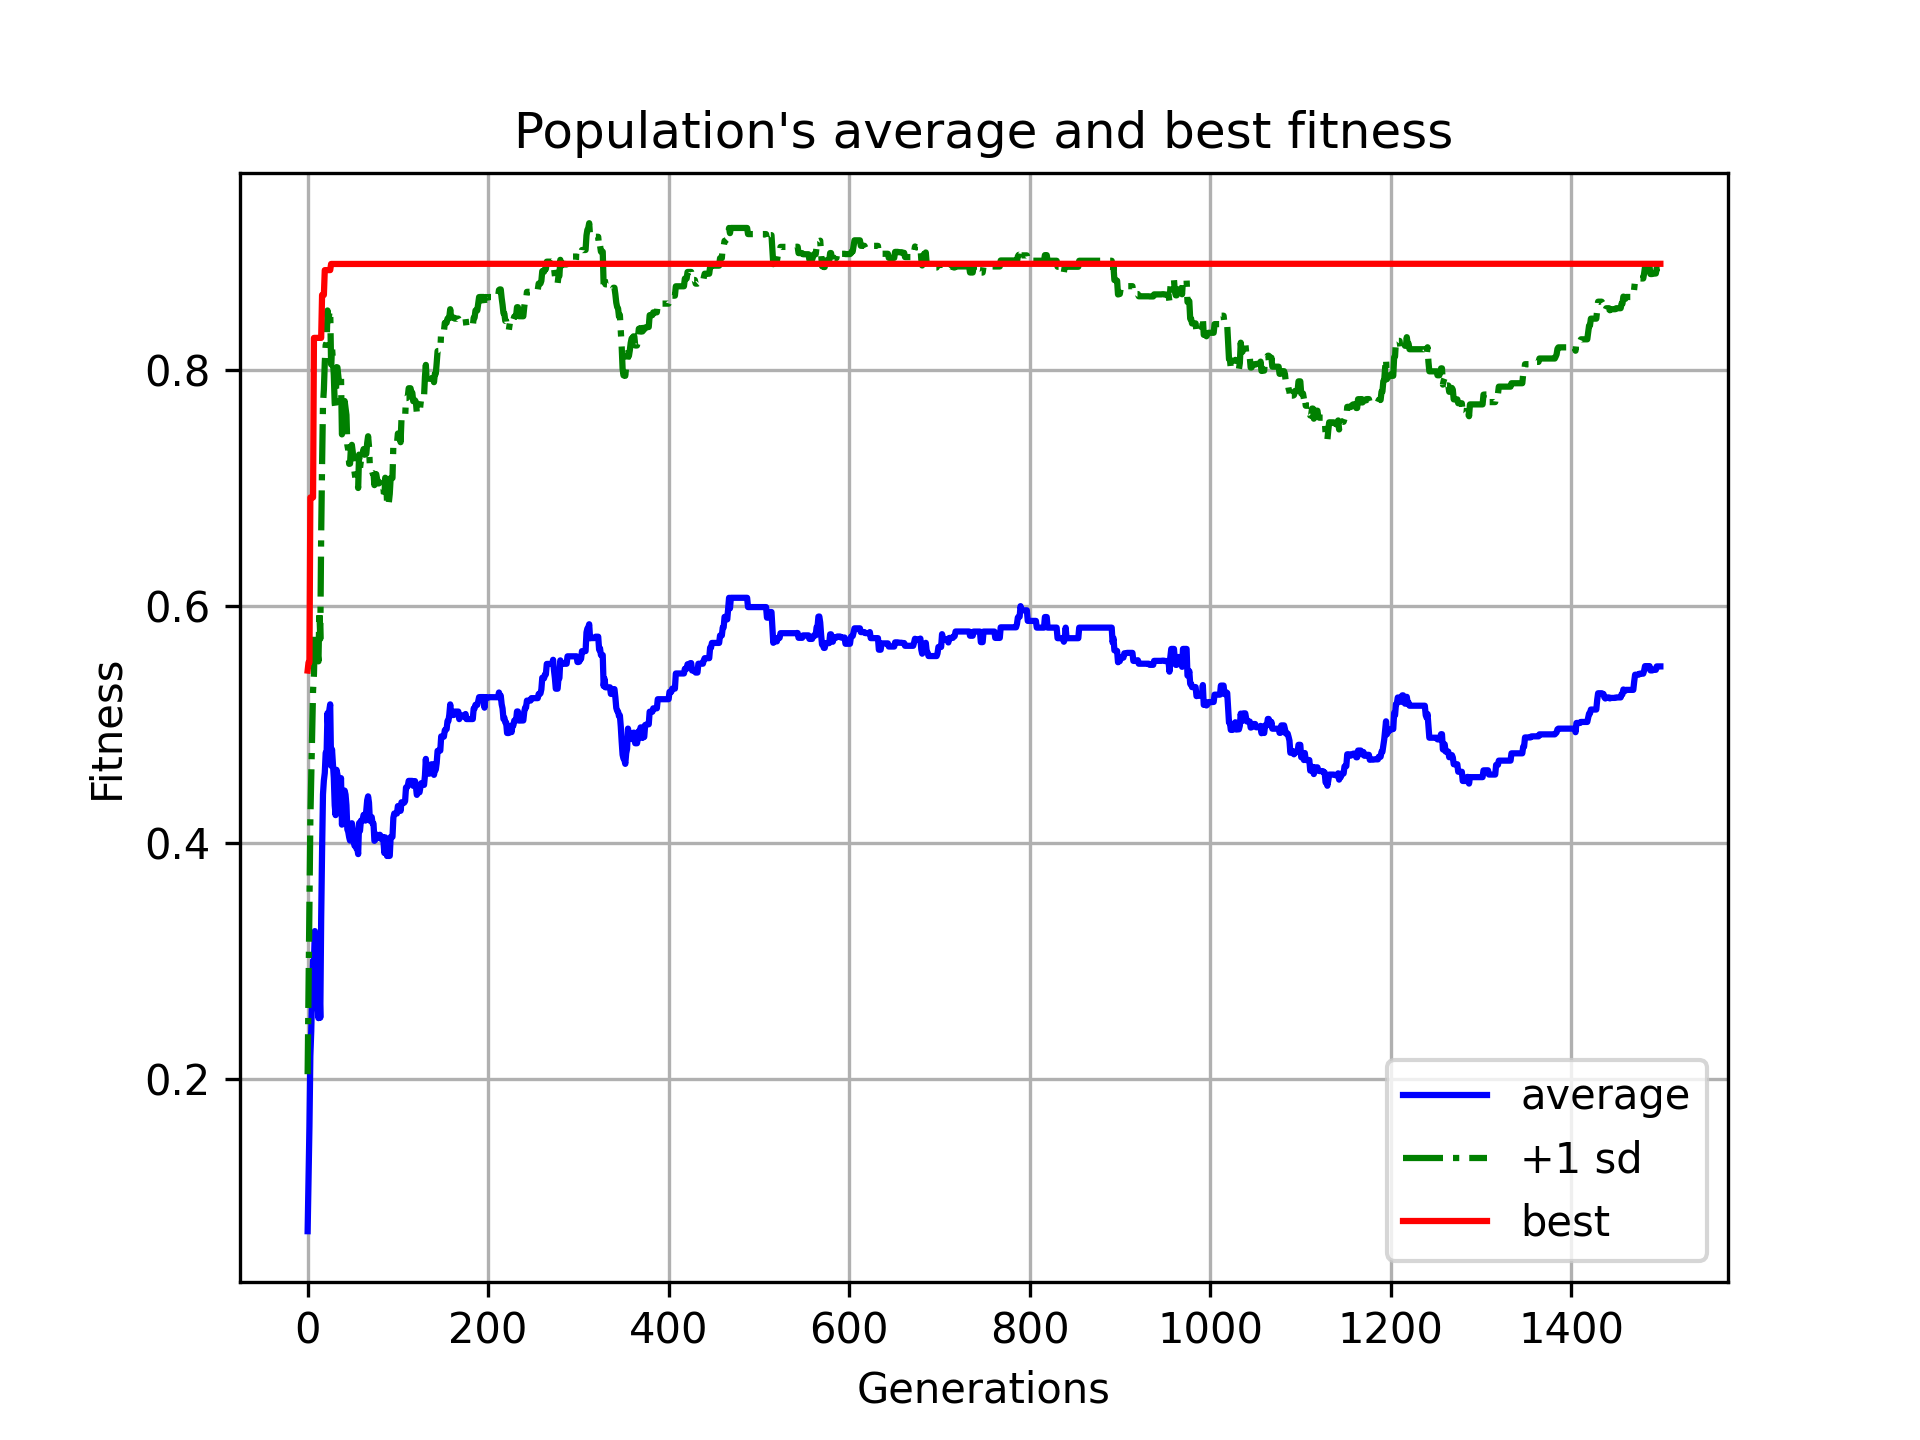 Population's average and best fitness
Fitness
0.8
0.6
0.4
0.2
0 200 400 600 800 1000 1200 1400
Generations
average
+1 sd
best